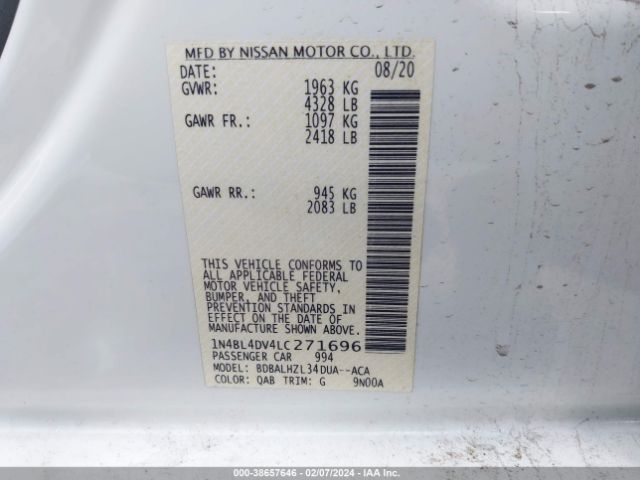 MFD BY NISSAN MOTOR CO., LTD.
DATE: 08/20
GVWR: 1963 KG
4328 LB
GAWR FR.: 1097 KG
2418 LB
GAWR RR.: 945 KG
2083 LB
THIS VEHICLE CONFORMS TO
ALL APPLICABLE FEDERAL
MOTOR VEHICLE SAFETY,
BUMPER, AND THEFT
PREVENTION STANDARDS IN
EFFECT ON THE DATE OF
MANUFACTURE SHOWN ABOVE.
1N4BL4DV4LC271696
PASSENGER CAR 994
MODEL: BDBALHZL34DUA--ACA
COLOR: QAB TRIM: G 9N00A
000-38657646 - 02/07/2024 - IAA Inc.